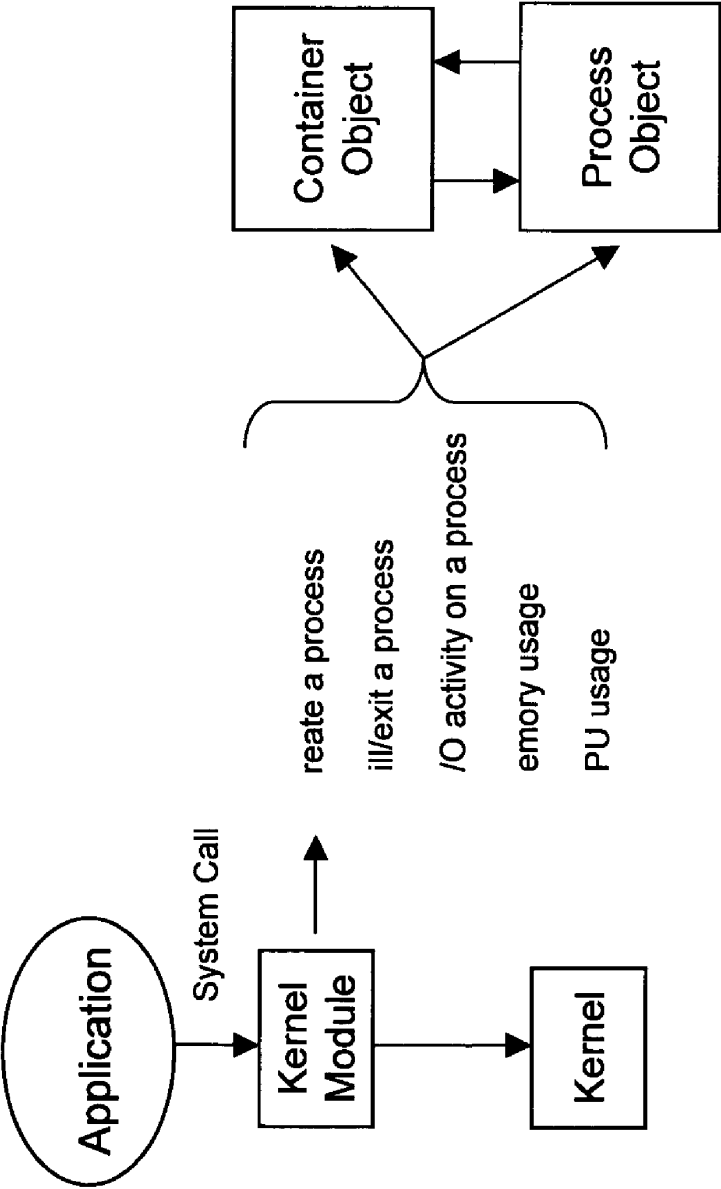 Application
System Call
Kernel
Module
Kernel
reate a process
ill/exit a process
/O activity on a process
emory usage
PU usage
Container
Object
Process
Object